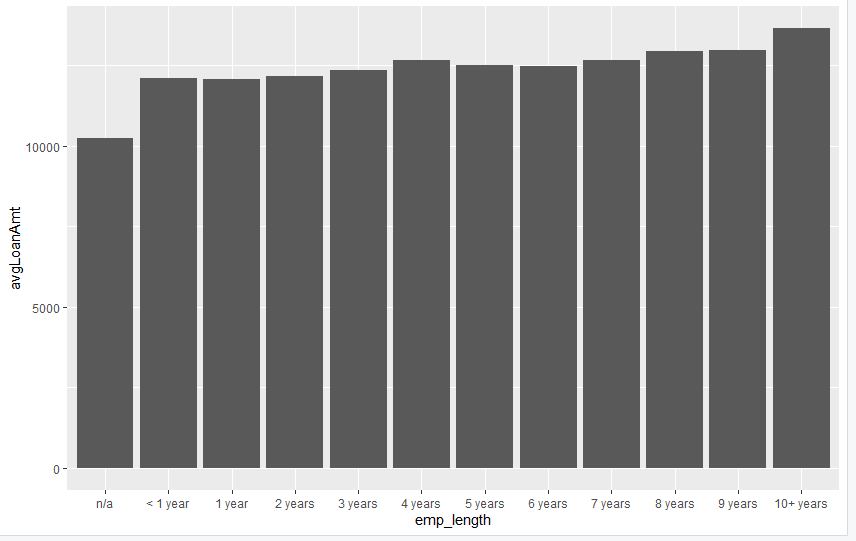 avgLoanAmt
10000
5000
0
n/a
< 1 year
1 year
2 years
3 years
4 years
5 years
6 years
7 years
8 years
9 years
10+ years
emp_length